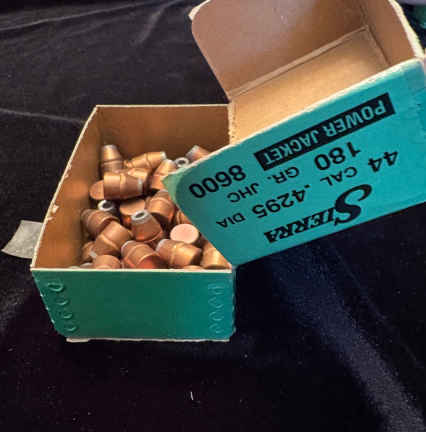 SIERRA
44 CAL .4295 DIA
180 GR. JHC
POWER JACKET 8600